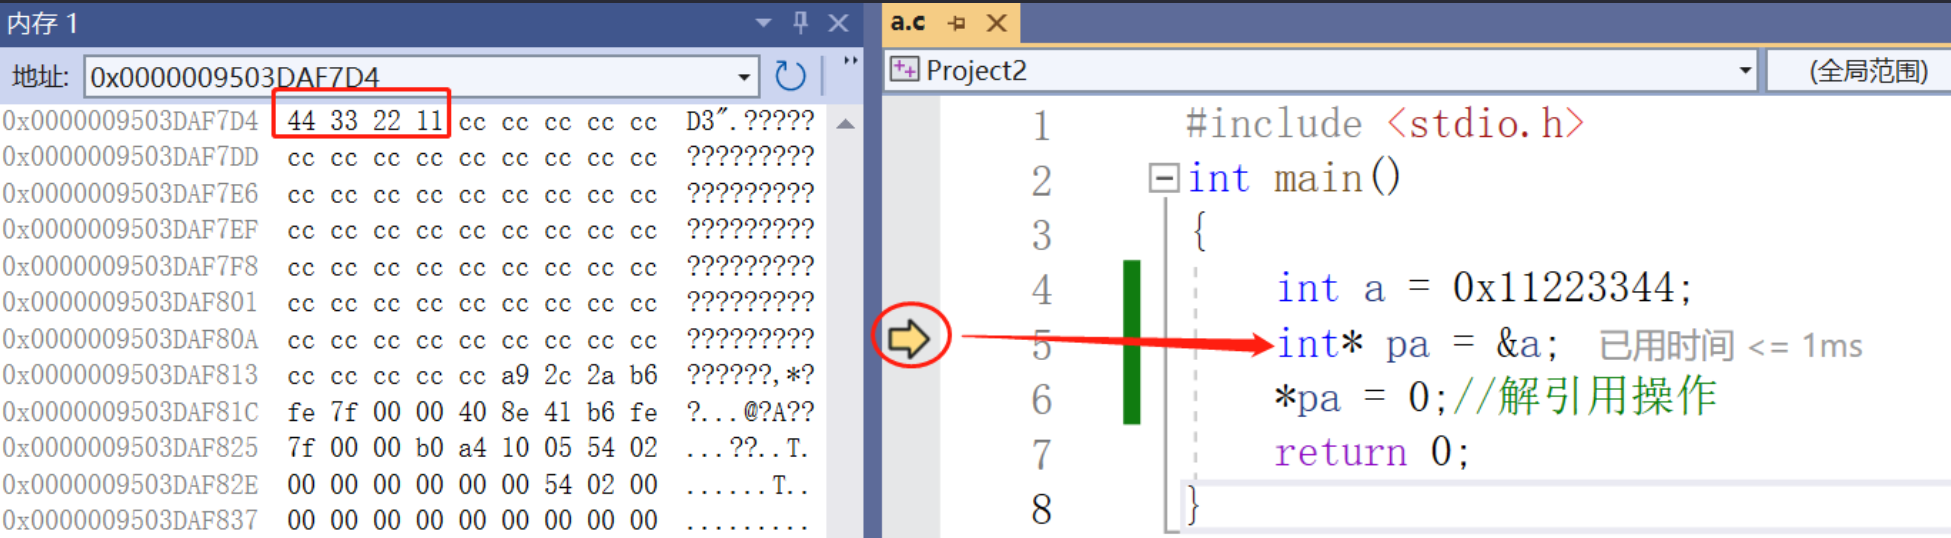 内存 1
地址: 0x0000009503DAF7D4
0x0000009503DAF7D4 44 33 22 11 cc cc cc cc cc D3".?????
0x0000009503DAF7DD cc cc cc cc cc cc cc cc cc ?????????
0x0000009503DAF7E6 cc cc cc cc cc cc cc cc cc ?????????
0x0000009503DAF7EF cc cc cc cc cc cc cc cc cc ?????????
0x0000009503DAF7F8 cc cc cc cc cc cc cc cc cc ?????????
0x0000009503DAF801 cc cc cc cc cc cc cc cc cc ?????????
0x0000009503DAF80A cc cc cc cc cc cc cc cc cc ?????????
0x0000009503DAF813 cc cc cc cc cc a9 2c 2a b6 ??????,*?
0x0000009503DAF81C fe 7f 00 00 40 8e 41 b6 fe ?...@?A??
0x0000009503DAF825 7f 00 00 b0 a4 10 05 54 02 ...??..T.
0x0000009503DAF82E 00 00 00 00 00 00 54 02 00 ......T..
0x0000009503DAF837 00 00 00 00 00 00 00 00 00 .........
a.c
Project2
(全局范围)
1 #include <stdio.h>
2 int main()
3 {
4 int a = 0x11223344;
5 int* pa = &a; 已用时间 <= 1ms
6 *pa = 0;//解引用操作
7 return 0;
8 }